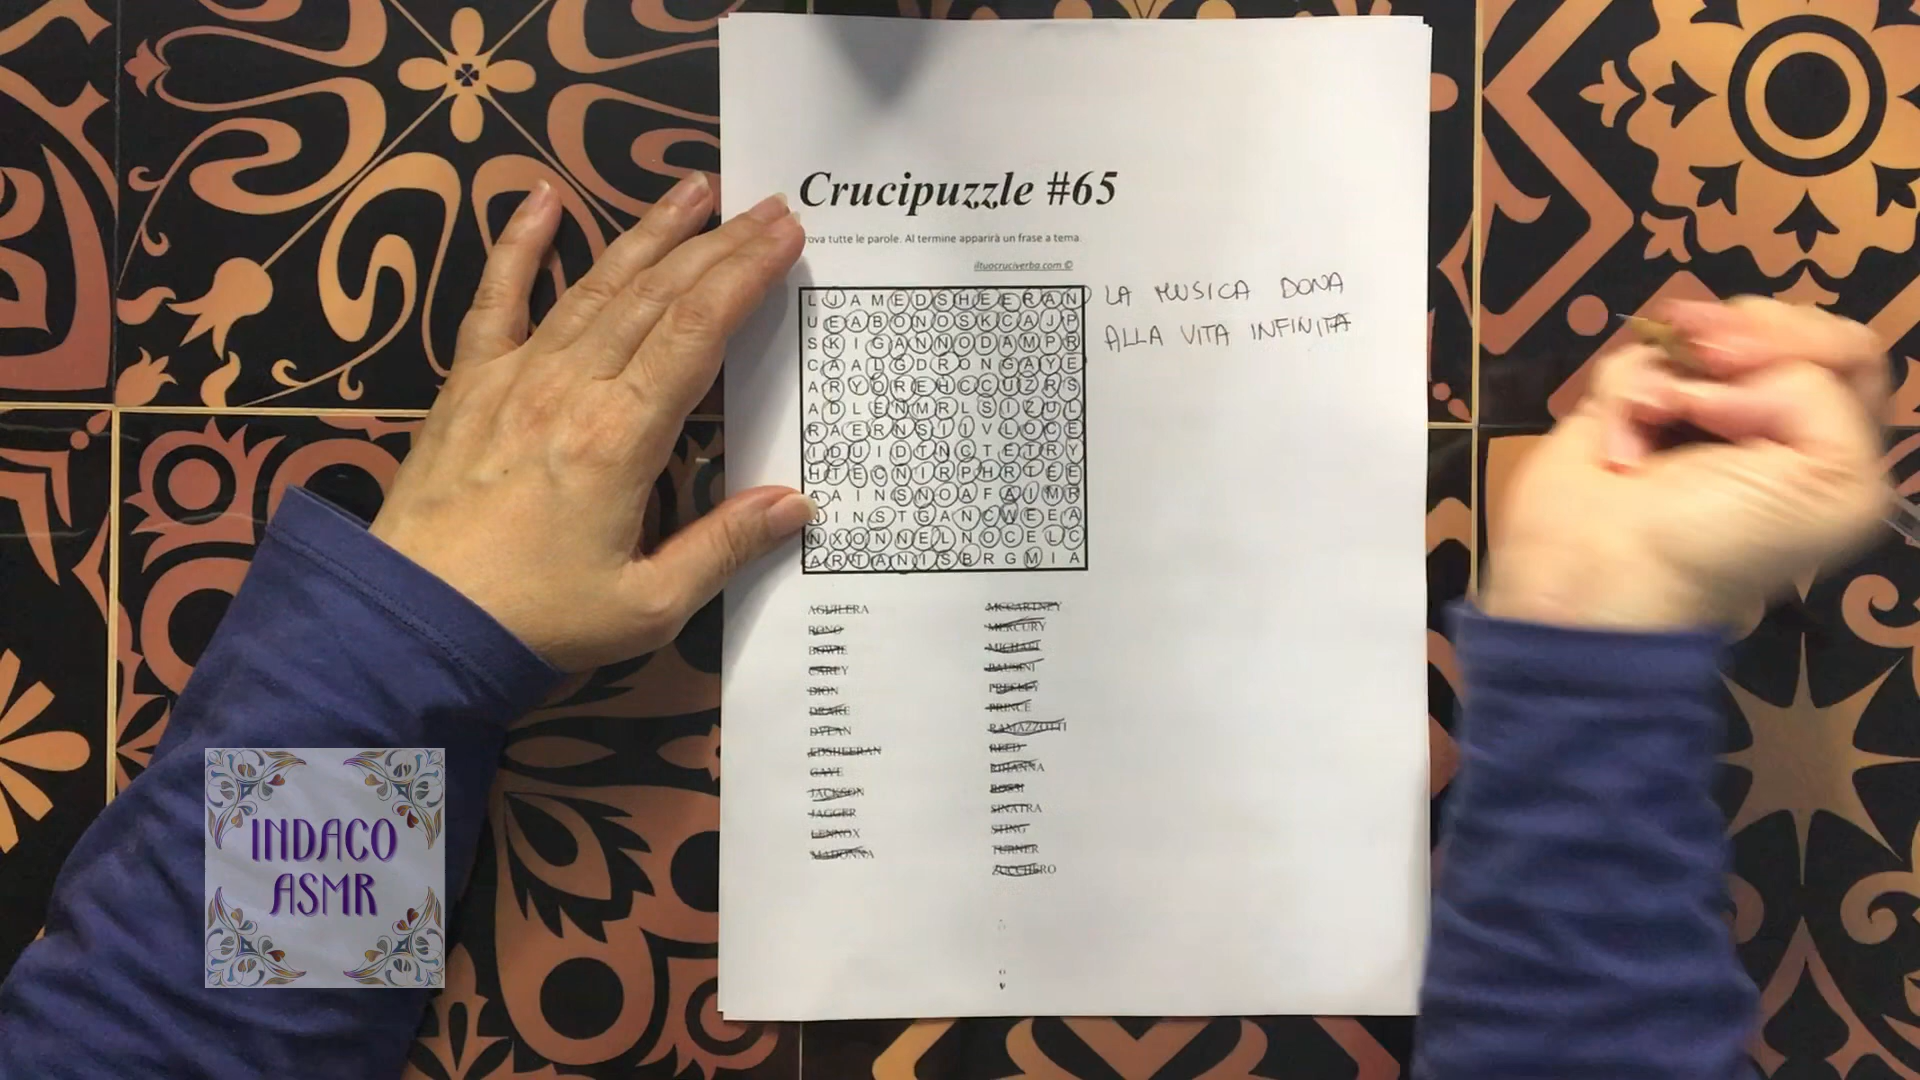 Crucipuzzle #65
rova tutte le parole. Al termine apparirà un frase a tema.
iltuocruciverba.com ©
L J A M E D S H E E R A N
U E A B O N O S K C A J P
S K I G A N N O D A M P R
C A A L G D R O N G A Y E
A R Y O R E H C C U Z R S
A D L E N M R L S I Z U L
R A E R N S I I V L O C E
I D U I D T N C T E T R Y
H T E C N I R P H R T E E
A A I N S N O A F A I M R
N I N S T G A N C W E E A
N X O N N E L N O C E L C
A R T A N I S B R G M I A
LA MUSICA DONA
ALLA VITA INFINITA
AGUILERA
BONO
BOWIE
CAREY
DION
DRAKE
DYLAN
EDSHEERAN
GAYE
JACKSON
JAGGER
LENNOX
MADONNA
MCCARTNEY
MERCURY
MICHAEL
PAUSINI
PRESLEY
PRINCE
RAMAZZOTTI
REED
RIHANNA
ROSSI
SINATRA
STING
TURNER
ZUCCHERO
INDACO
ASMR